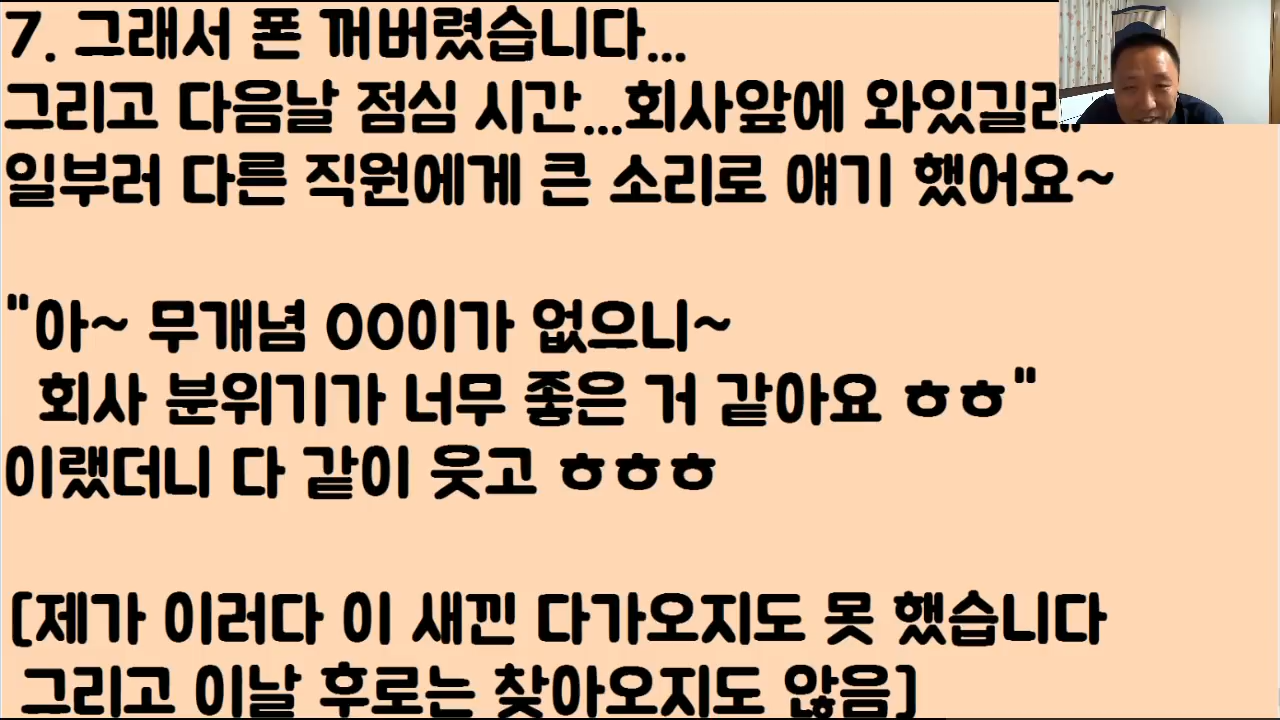 7. 그래서 폰 꺼버렸습니다...
그리고 다음날 점심 시간...회사앞에 와있길래
일부러 다른 직원에게 큰 소리로 얘기 했어요~
"아~ 무개념 OO이가 없으니~
회사 분위기가 너무 좋은 거 같아요 ㅎㅎ"
이랬더니 다 같이 웃고 ㅎㅎㅎ
[제가 이러다 이 새낀 다가오지도 못 했습니다
그리고 이날 후로는 찾아오지도 않음]